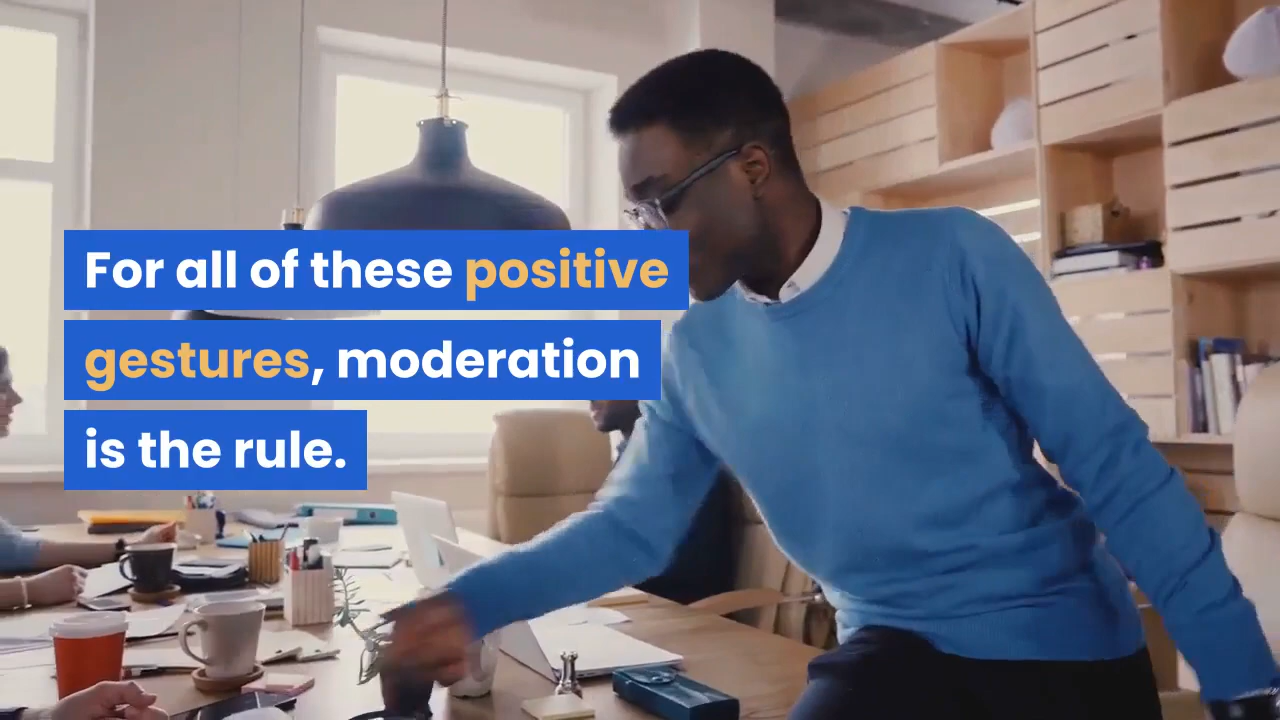 For all of these positive
gestures, moderation
is the rule.